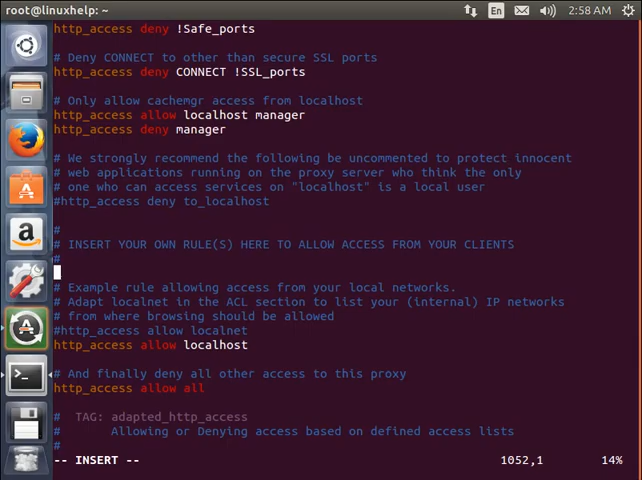 root@linuxhelp: ~
En
2:58 AM
http_access deny !Safe_ports
# Deny CONNECT to other than secure SSL ports
http_access deny CONNECT !SSL_ports
# Only allow cachemgr access from localhost
http_access allow localhost manager
http_access deny manager
# We strongly recommend the following be uncommented to protect innocent
# web applications running on the proxy server who think the only
# one who can access services on "localhost" is a local user
#http_access deny to_localhost
#
# INSERT YOUR OWN RULE(S) HERE TO ALLOW ACCESS FROM YOUR CLIENTS
#
# Example rule allowing access from your local networks.
# Adapt localnet in the ACL section to list your (internal) IP networks
# from where browsing should be allowed
#http_access allow localnet
http_access allow localhost
# And finally deny all other access to this proxy
http_access allow all
#  TAG: adapted_http_access
#      Allowing or Denying access based on defined access lists
#
-- INSERT --
1052,1
14%